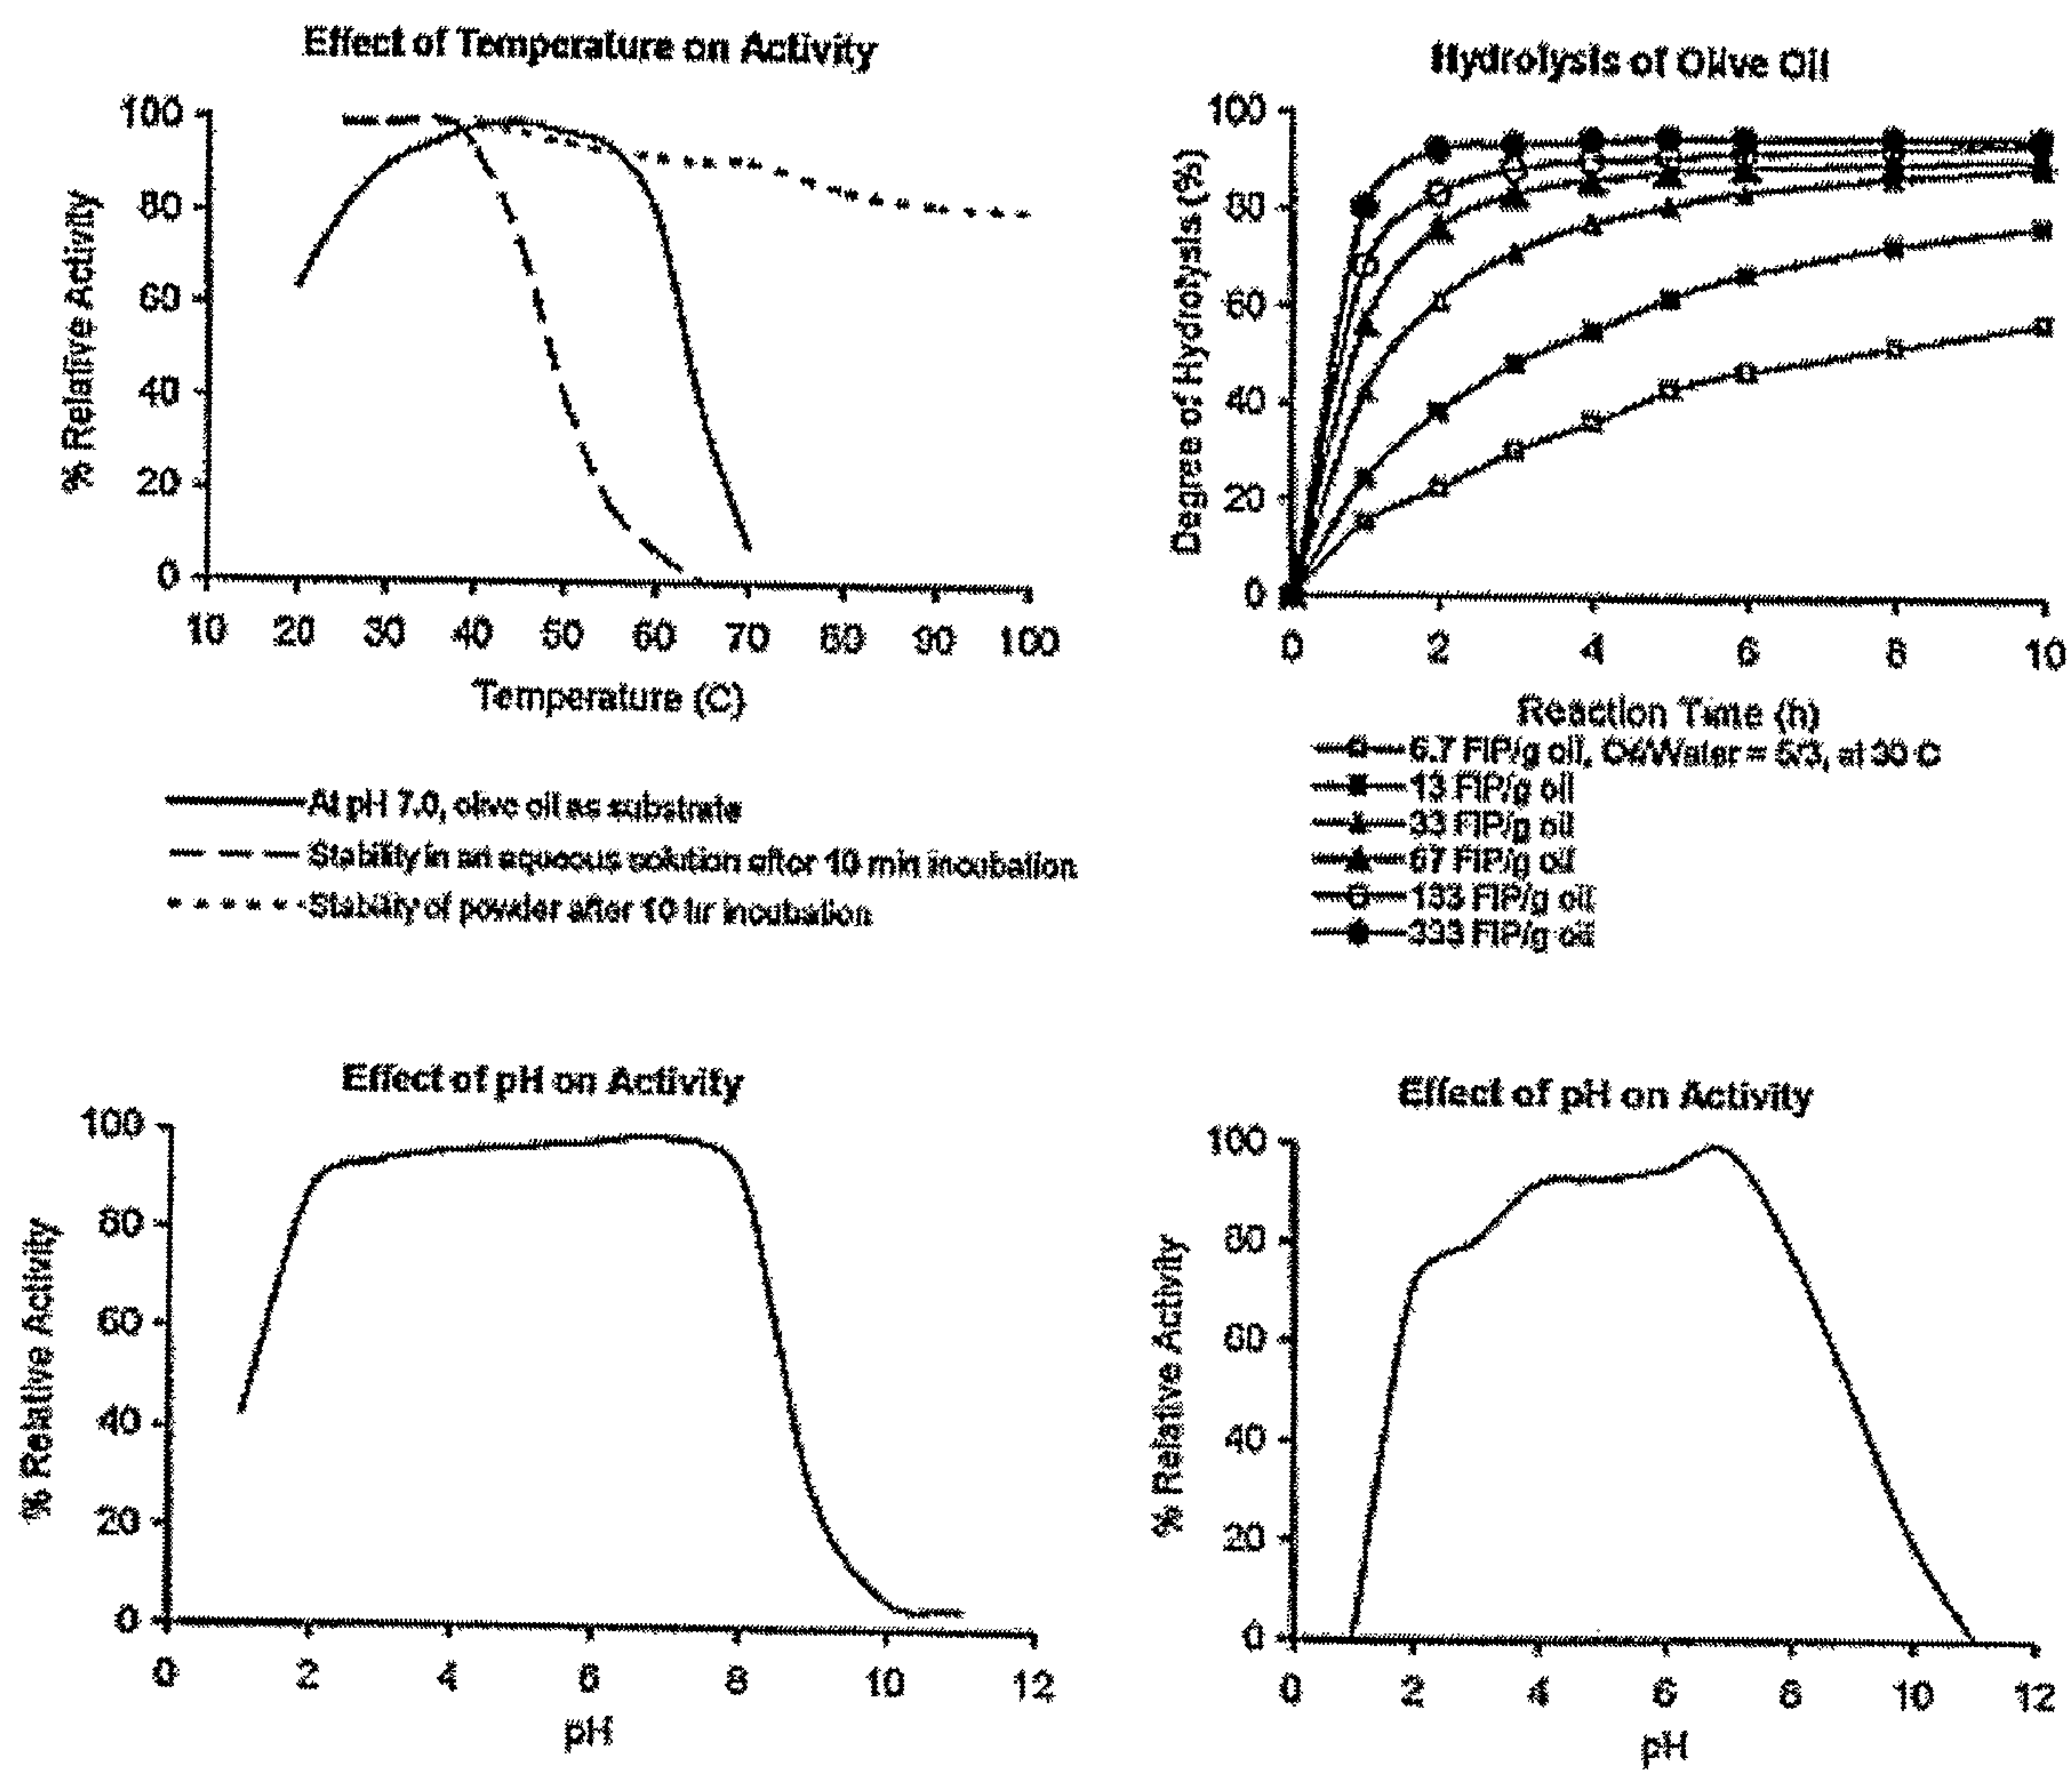 Effect of Temperature on Activity
100
80
60
40
20
0
% Relative Activity
10 20 30 40 50 60 70 80 90 100
Temperature (C)
At pH 7.0, olive oil as substrate
Stability in an aqueous solution after 10 min incubation
Stability of powder after 10 hr incubation
Hydrolysis of Olive Oil
100
80
60
40
20
0
Degree of Hydrolysis (%)
0 2 4 6 8 10
Reaction Time (h)
6.7 FIP/g oil, Oil/Water = 5/3, at 30 C
13 FIP/g oil
33 FIP/g oil
67 FIP/g oil
133 FIP/g oil
333 FIP/g oil
Effect of pH on Activity
100
80
60
40
20
0
% Relative Activity
0 2 4 6 8 10 12
pH
Effect of pH on Activity
100
80
60
40
20
0
% Relative Activity
0 2 4 6 8 10 12
pH